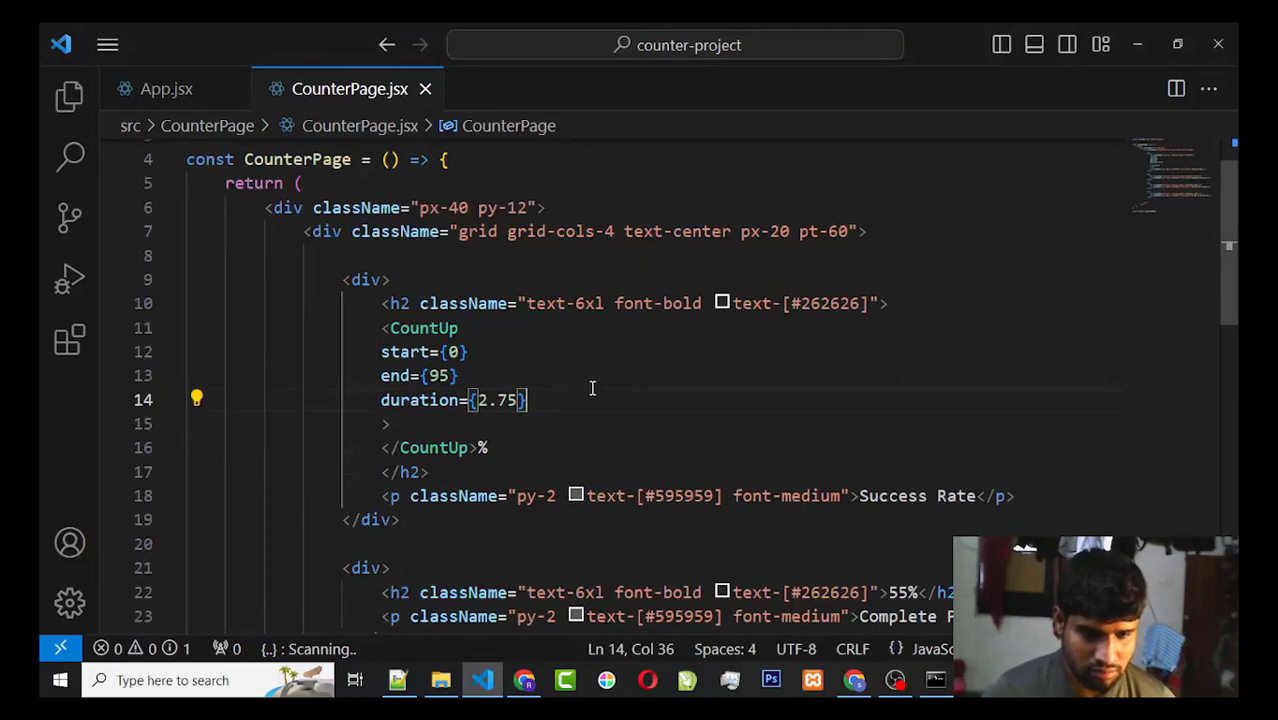 counter-project
App.jsx
CounterPage.jsx
src > CounterPage > CounterPage.jsx > CounterPage
4 const CounterPage = () => {
5 return (
6 <div className="px-40 py-12">
7 <div className="grid grid-cols-4 text-center px-20 pt-60">
8
9 <div>
10 <h2 className="text-6xl font-bold text-[#262626]">
11 <CountUp
12 start={0}
13 end={95}
14 duration={2.75}
15 >
16 </CountUp>%
17 </h2>
18 <p className="py-2 text-[#595959] font-medium">Success Rate</p>
19 </div>
20
21 <div>
22 <h2 className="text-6xl font-bold text-[#262626]">55%</h2
23 <p className="py-2 text-[#595959] font-medium">Complete P
0 0 1 0 {..} : Scanning.. Ln 14, Col 36 Spaces: 4 UTF-8 CRLF {} JavaSc
Type here to search